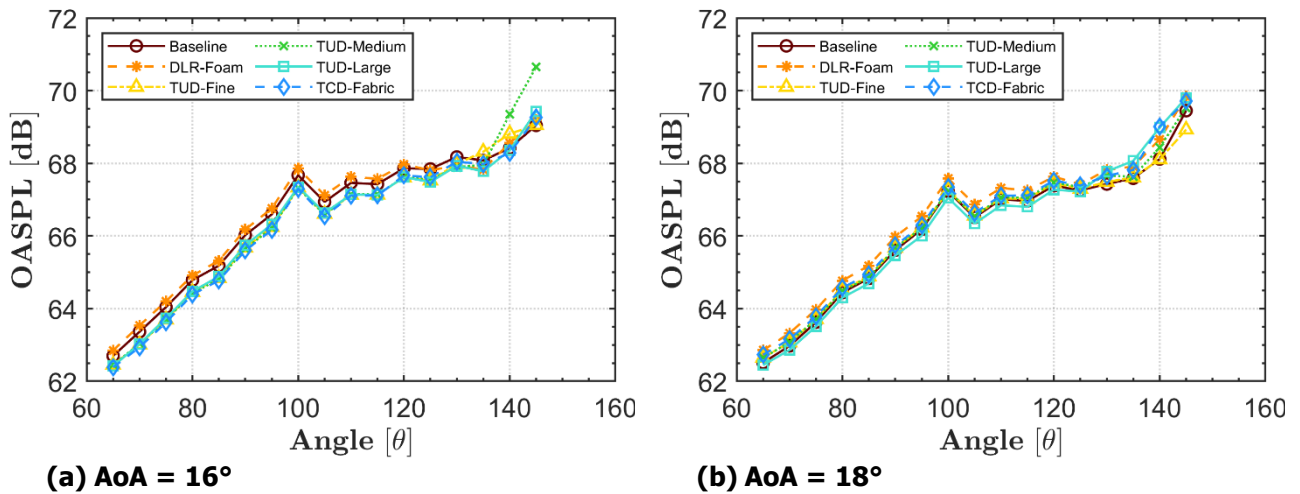 72
70
68
66
64
62
OASPL [dB]
Baseline
DLR-Foam
TUD-Fine
TUD-Medium
TUD-Large
TCD-Fabric
60 80 100 120 140 160
Angle [θ]
(a) AoA = 16°
72
70
68
66
64
62
OASPL [dB]
Baseline
DLR-Foam
TUD-Fine
TUD-Medium
TUD-Large
TCD-Fabric
60 80 100 120 140 160
Angle [θ]
(b) AoA = 18°